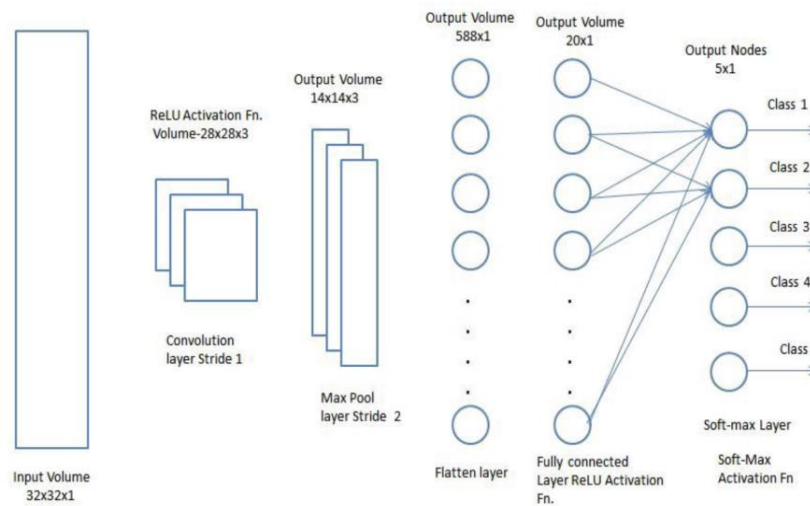 Input Volume
32x32x1
ReLU Activation Fn.
Volume-28x28x3
Convolution
layer Stride 1
Output Volume
14x14x3
Max Pool
layer Stride 2
Output Volume
588x1
Flatten layer
Output Volume
20x1
Fully connected
Layer ReLU Activation
Fn.
Output Nodes
5x1
Class 1
Class 2
Class 3
Class 4
Class
Soft-max Layer
Soft-Max
Activation Fn